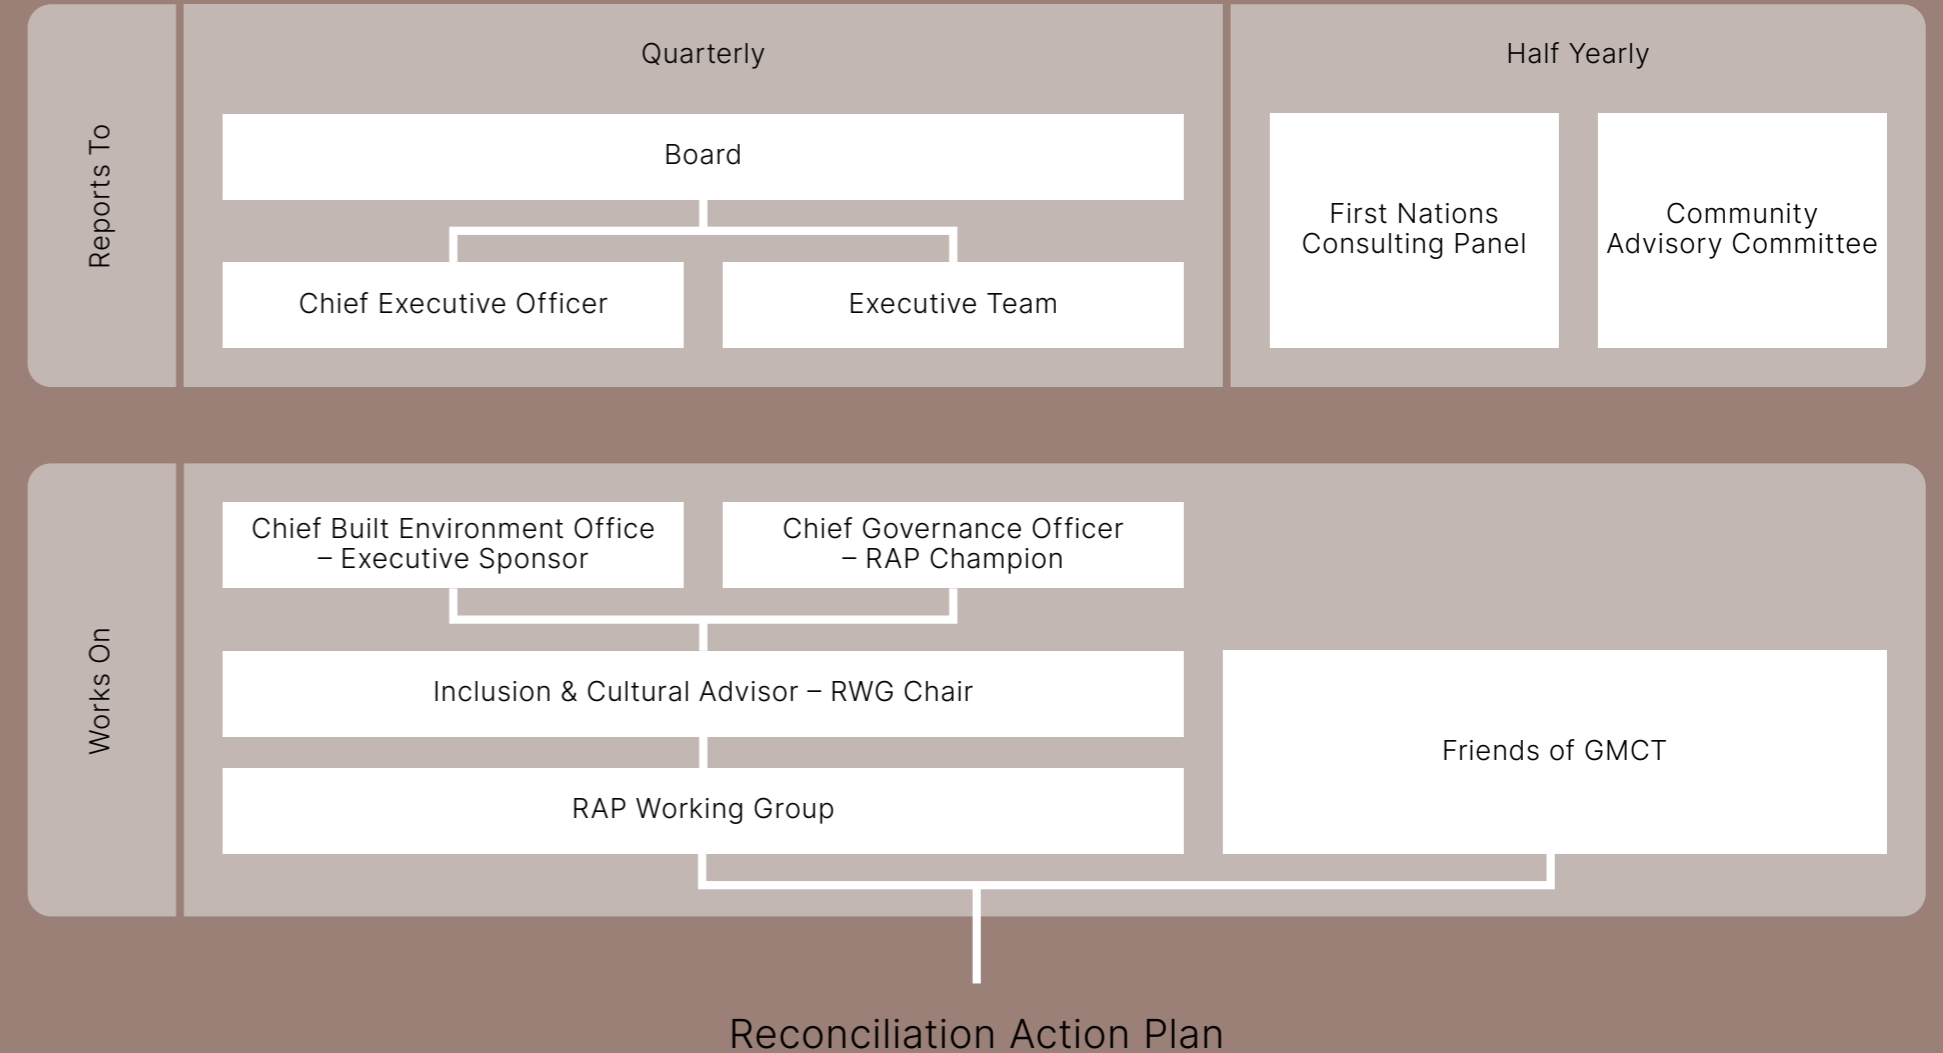 Reports To
Quarterly
Board
Chief Executive Officer
Executive Team
Half Yearly
First Nations
Consulting Panel
Community
Advisory Committee
Works On
Chief Built Environment Office
– Executive Sponsor
Chief Governance Officer
– RAP Champion
Inclusion & Cultural Advisor – RWG Chair
RAP Working Group
Friends of GMCT
Reconciliation Action Plan